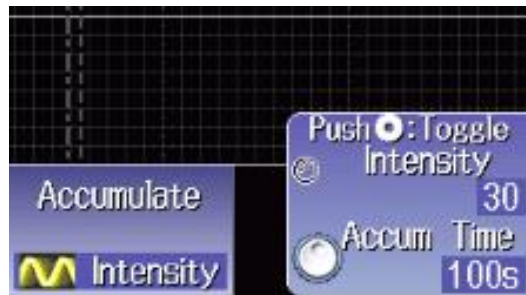 Accumulate
Intensity
Push :Toggle
Intensity
30
Accum Time
100s